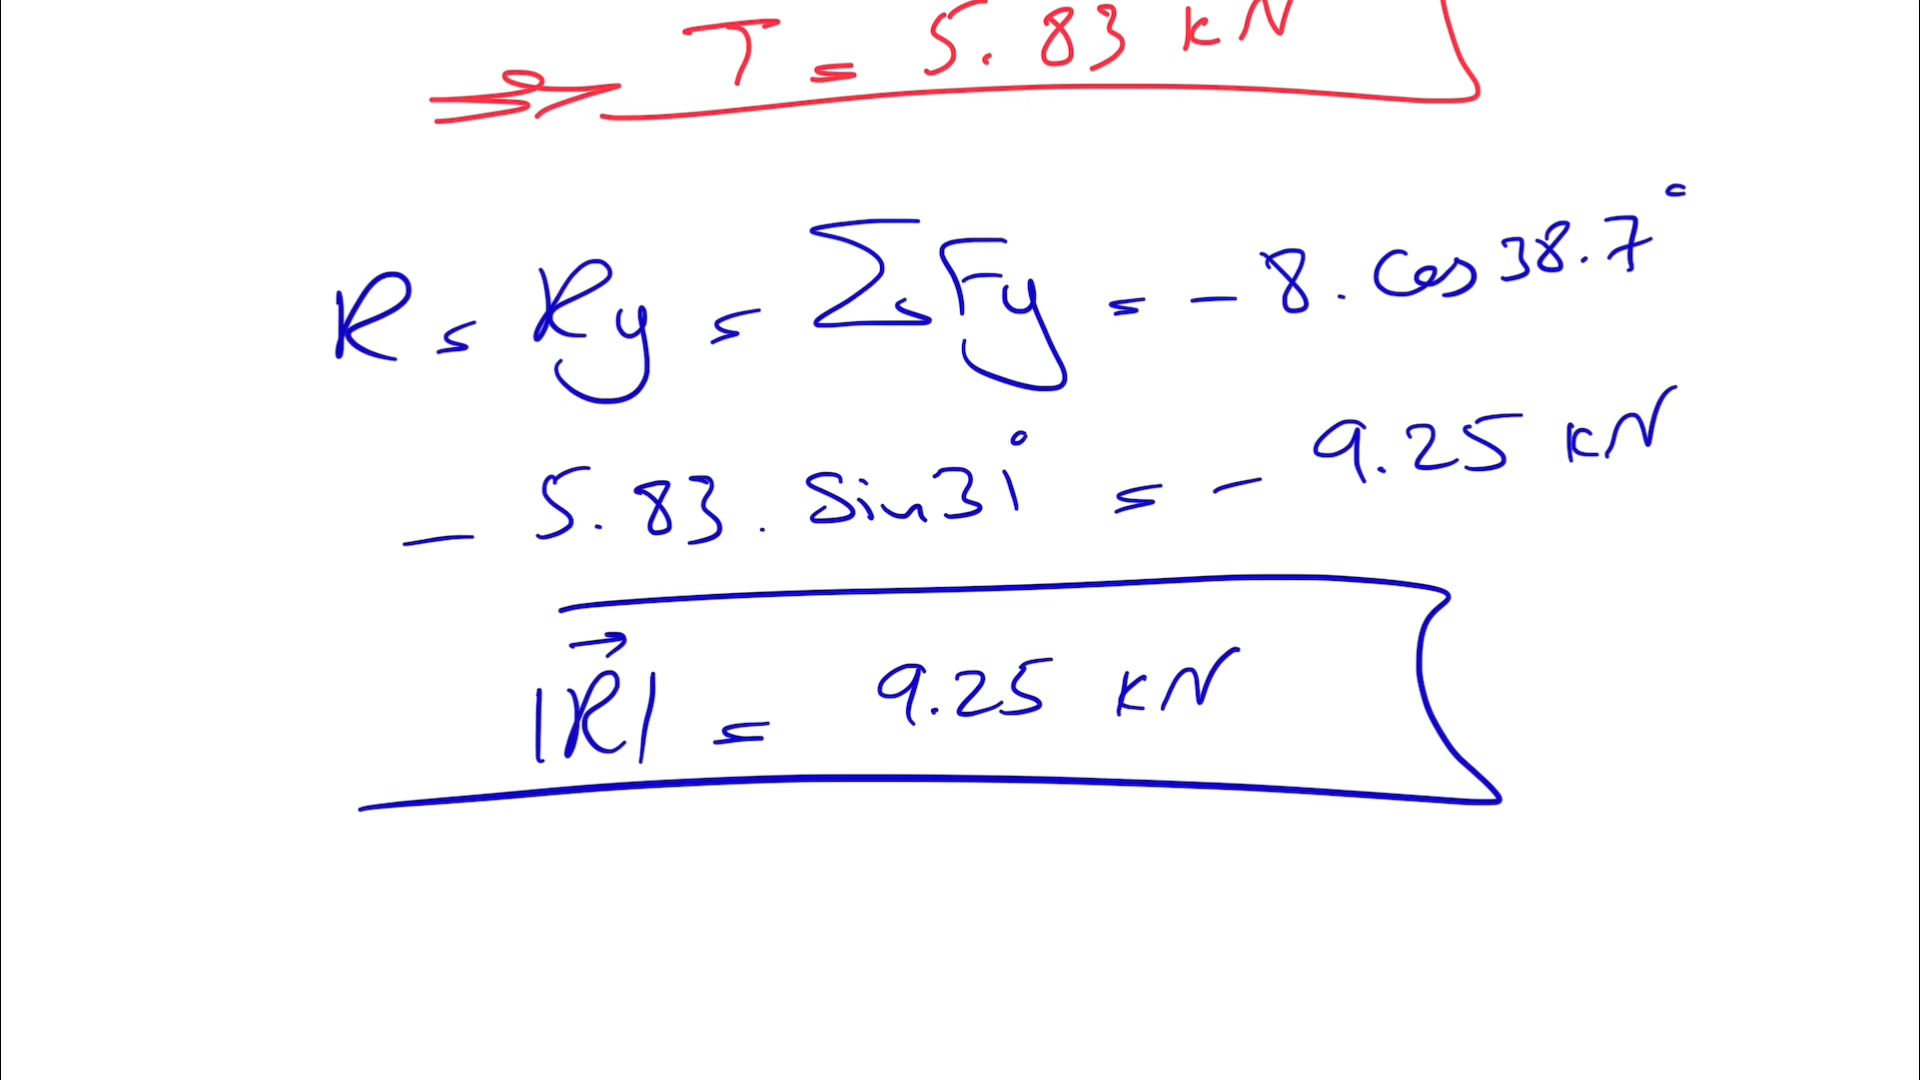 T = 5.83 kN
R = Ry = ΣFy = - 8. cos 38.7°
- 5.83. sin 31° = - 9.25 kN
|R⃗| = 9.25 kN